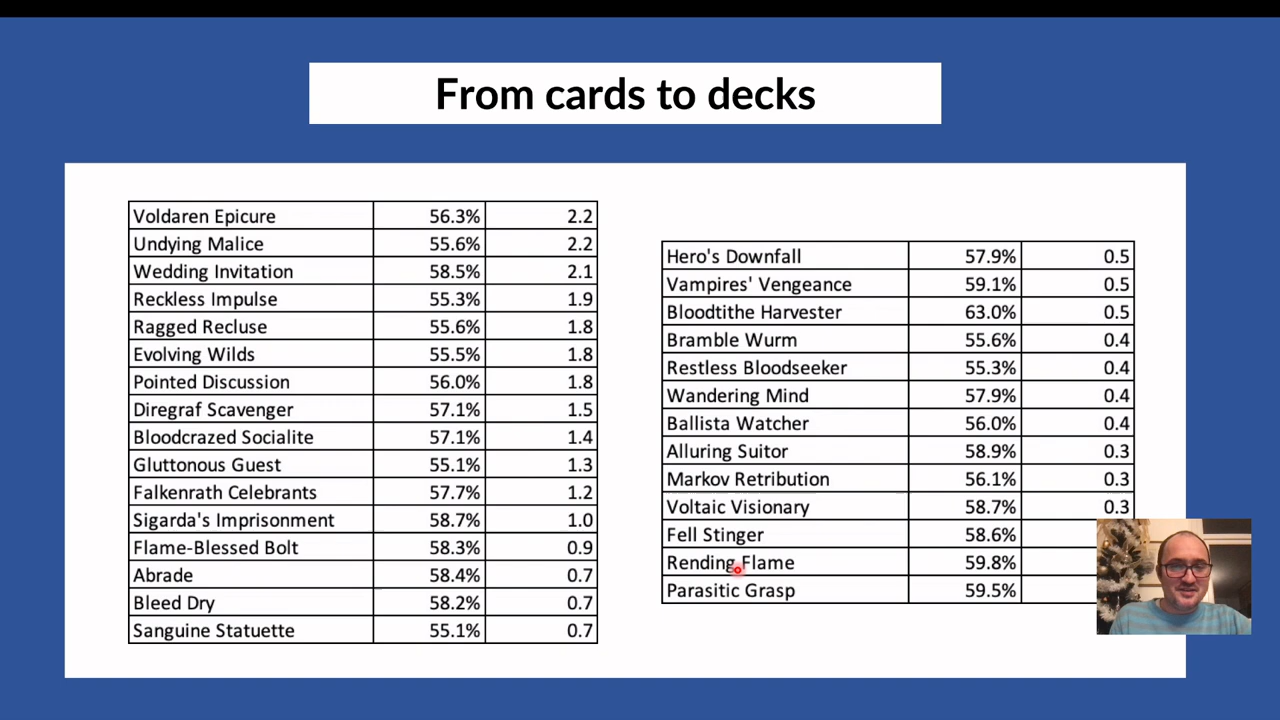 From cards to decks
Voldaren Epicure 56.3% 2.2
Undying Malice 55.6% 2.2
Wedding Invitation 58.5% 2.1
Reckless Impulse 55.3% 1.9
Ragged Recluse 55.6% 1.8
Evolving Wilds 55.5% 1.8
Pointed Discussion 56.0% 1.8
Diregraf Scavenger 57.1% 1.5
Bloodcrazed Socialite 57.1% 1.4
Gluttonous Guest 55.1% 1.3
Falkenrath Celebrants 57.7% 1.2
Sigarda's Imprisonment 58.7% 1.0
Flame-Blessed Bolt 58.3% 0.9
Abrade 58.4% 0.7
Bleed Dry 58.2% 0.7
Sanguine Statuette 55.1% 0.7
Hero's Downfall 57.9% 0.5
Vampires' Vengeance 59.1% 0.5
Bloodtithe Harvester 63.0% 0.5
Bramble Wurm 55.6% 0.4
Restless Bloodseeker 55.3% 0.4
Wandering Mind 57.9% 0.4
Ballista Watcher 56.0% 0.4
Alluring Suitor 58.9% 0.3
Markov Retribution 56.1% 0.3
Voltaic Visionary 58.7% 0.3
Fell Stinger 58.6%
Rending Flame 59.8%
Parasitic Grasp 59.5%